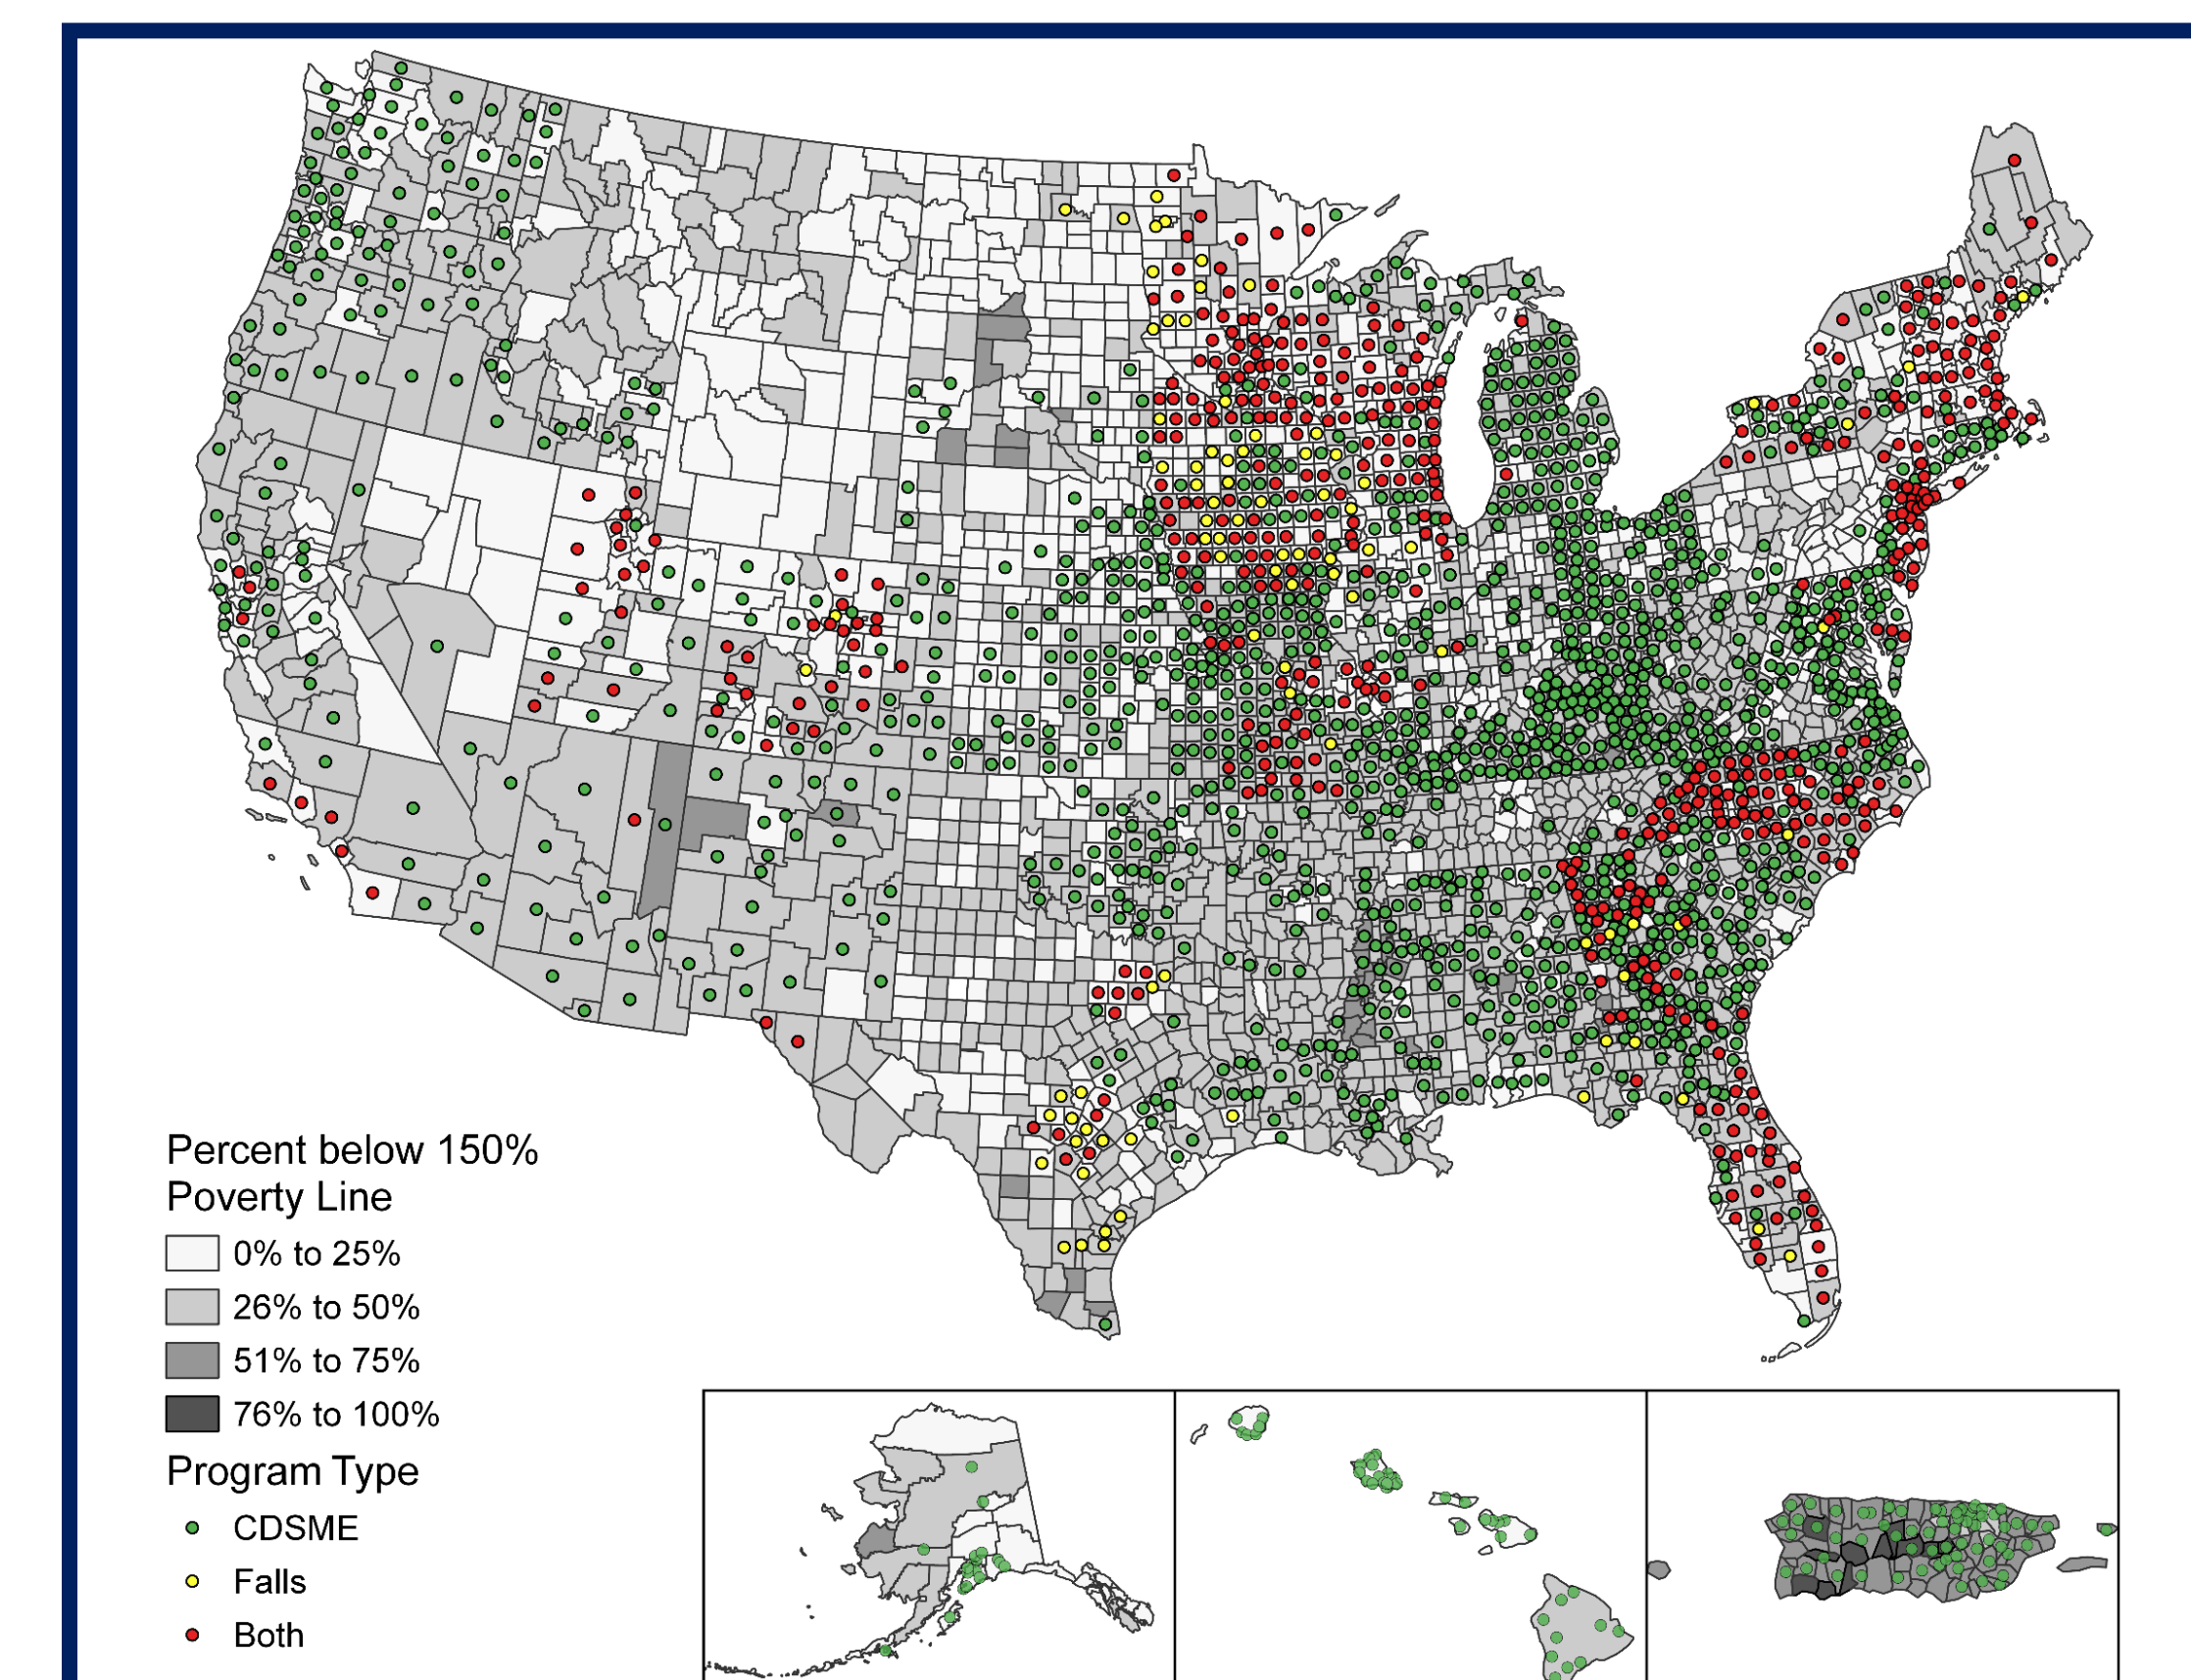 Percent below 150%
Poverty Line
0% to 25%
26% to 50%
51% to 75%
76% to 100%
Program Type
CDSME
Falls
Both